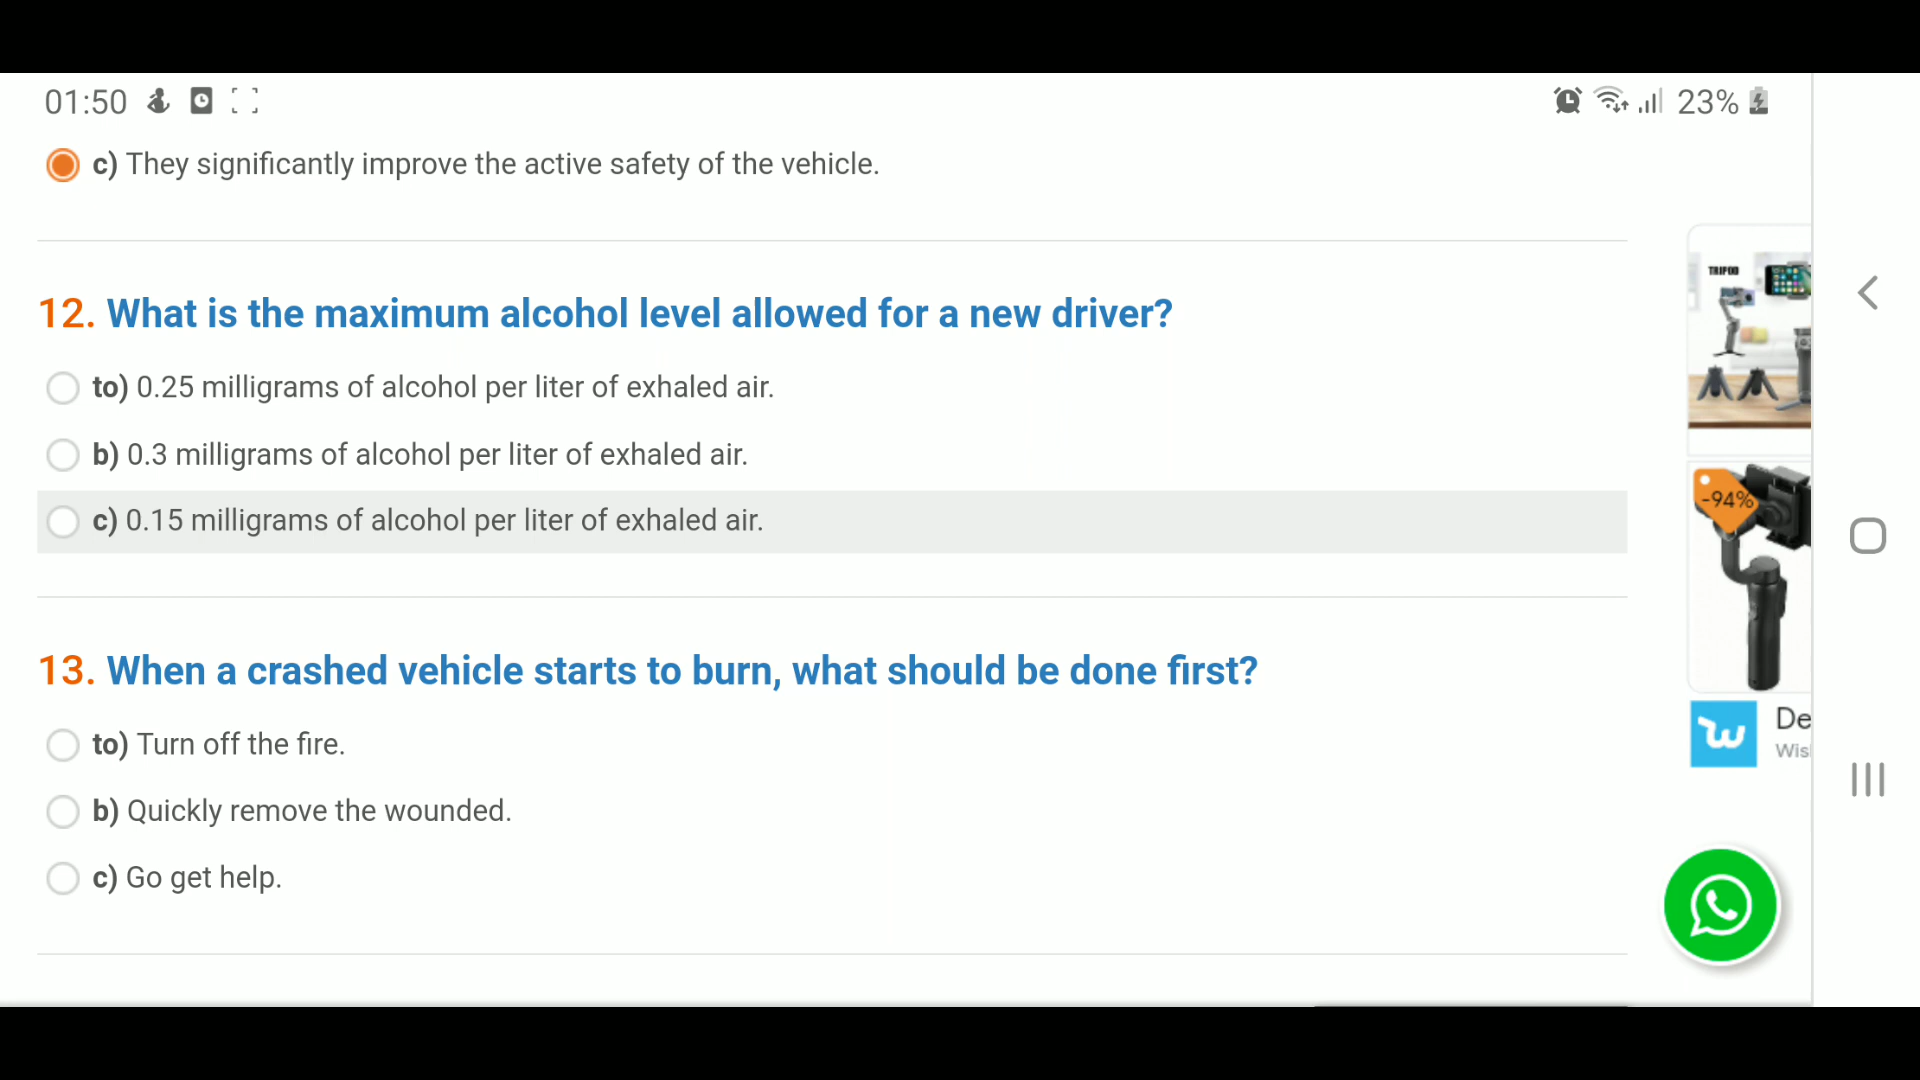 01:50
23%
c) They significantly improve the active safety of the vehicle.
12. What is the maximum alcohol level allowed for a new driver?
to) 0.25 milligrams of alcohol per liter of exhaled air.
b) 0.3 milligrams of alcohol per liter of exhaled air.
c) 0.15 milligrams of alcohol per liter of exhaled air.
13. When a crashed vehicle starts to burn, what should be done first?
to) Turn off the fire.
b) Quickly remove the wounded.
c) Go get help.
TRIPOD
-94%
De
Wis